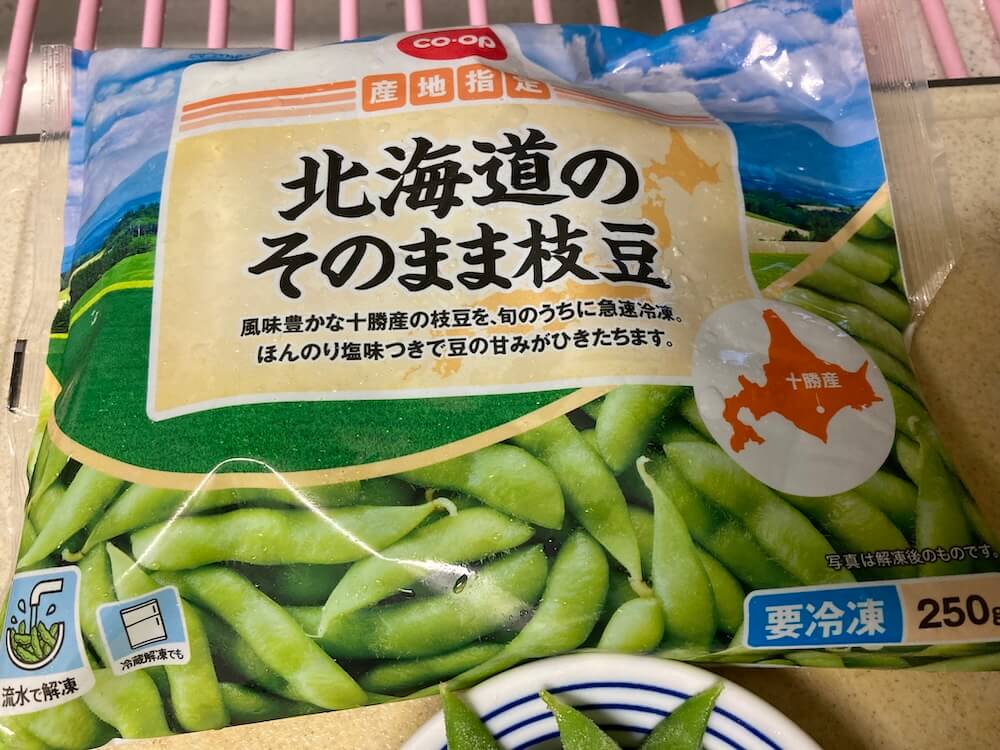 co-op
産地指定
北海道の
そのまま枝豆
風味豊かな十勝産の枝豆を、旬のうちに急速冷凍。
ほんのり塩味つきで豆の甘みがひきたちます。
十勝産
写真は解凍後のものです。
要冷凍 250g
冷蔵解凍でも
流水で解凍